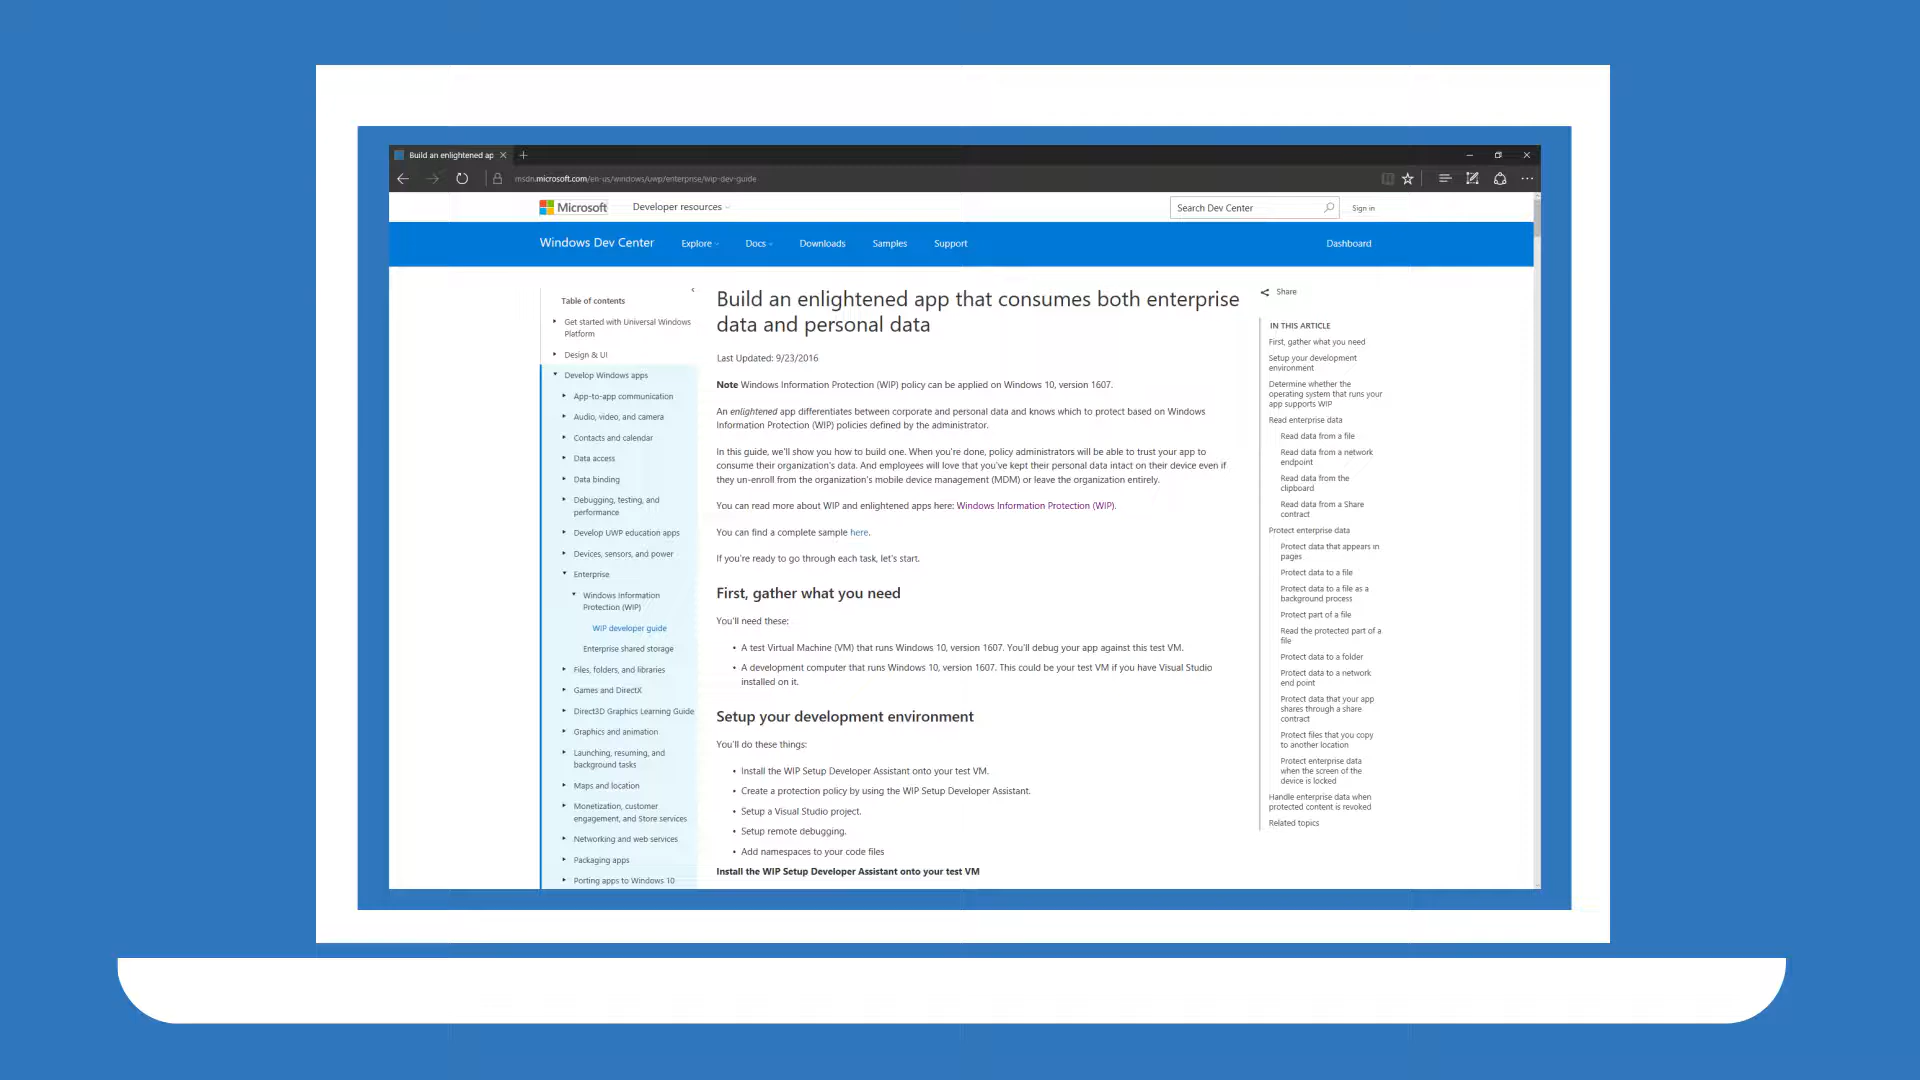 Build an enlightened ap
msdn.microsoft.com/en-us/windows/uwp/enterprise/wip-dev-guide
Microsoft
Developer resources
Search Dev Center
Sign in
Windows Dev Center
Explore
Docs
Downloads
Samples
Support
Dashboard
Table of contents
Get started with Universal Windows
Platform
Design & UI
Develop Windows apps
App-to-app communication
Audio, video, and camera
Contacts and calendar
Data access
Data binding
Debugging, testing, and
performance
Develop UWP education apps
Devices, sensors, and power
Enterprise
Windows Information
Protection (WIP)
WIP developer guide
Enterprise shared storage
Files, folders, and libraries
Games and DirectX
Direct3D Graphics Learning Guide
Graphics and animation
Launching, resuming, and
background tasks
Maps and location
Monetization, customer
engagement, and Store services
Networking and web services
Packaging apps
Porting apps to Windows 10
Build an enlightened app that consumes both enterprise
data and personal data
Last Updated: 9/23/2016
Note Windows Information Protection (WIP) policy can be applied on Windows 10, version 1607.
An enlightened app differentiates between corporate and personal data and knows which to protect based on Windows
Information Protection (WIP) policies defined by the administrator.
In this guide, we'll show you how to build one. When you're done, policy administrators will be able to trust your app to
consume their organization's data. And employees will love that you've kept their personal data intact on their device even if
they un-enroll from the organization's mobile device management (MDM) or leave the organization entirely.
You can read more about WIP and enlightened apps here: Windows Information Protection (WIP).
You can find a complete sample here.
If you're ready to go through each task, let's start.
First, gather what you need
You'll need these:
• A test Virtual Machine (VM) that runs Windows 10, version 1607. You'll debug your app against this test VM.
• A development computer that runs Windows 10, version 1607. This could be your test VM if you have Visual Studio
installed on it.
Setup your development environment
You'll do these things:
• Install the WIP Setup Developer Assistant onto your test VM.
• Create a protection policy by using the WIP Setup Developer Assistant.
• Setup a Visual Studio project.
• Setup remote debugging.
• Add namespaces to your code files
Install the WIP Setup Developer Assistant onto your test VM
Share
IN THIS ARTICLE
First, gather what you need
Setup your development
environment
Determine whether the
operating system that runs your
app supports WIP
Read enterprise data
Read data from a file
Read data from a network
endpoint
Read data from the
clipboard
Read data from a Share
contract
Protect enterprise data
Protect data that appears in
pages
Protect data to a file
Protect data to a file as a
background process
Protect part of a file
Read the protected part of a
file
Protect data to a folder
Protect data to a network
end point
Protect data that your app
shares through a share
contract
Protect files that you copy
to another location
Protect enterprise data
when the screen of the
device is locked
Handle enterprise data when
protected content is revoked
Related topics